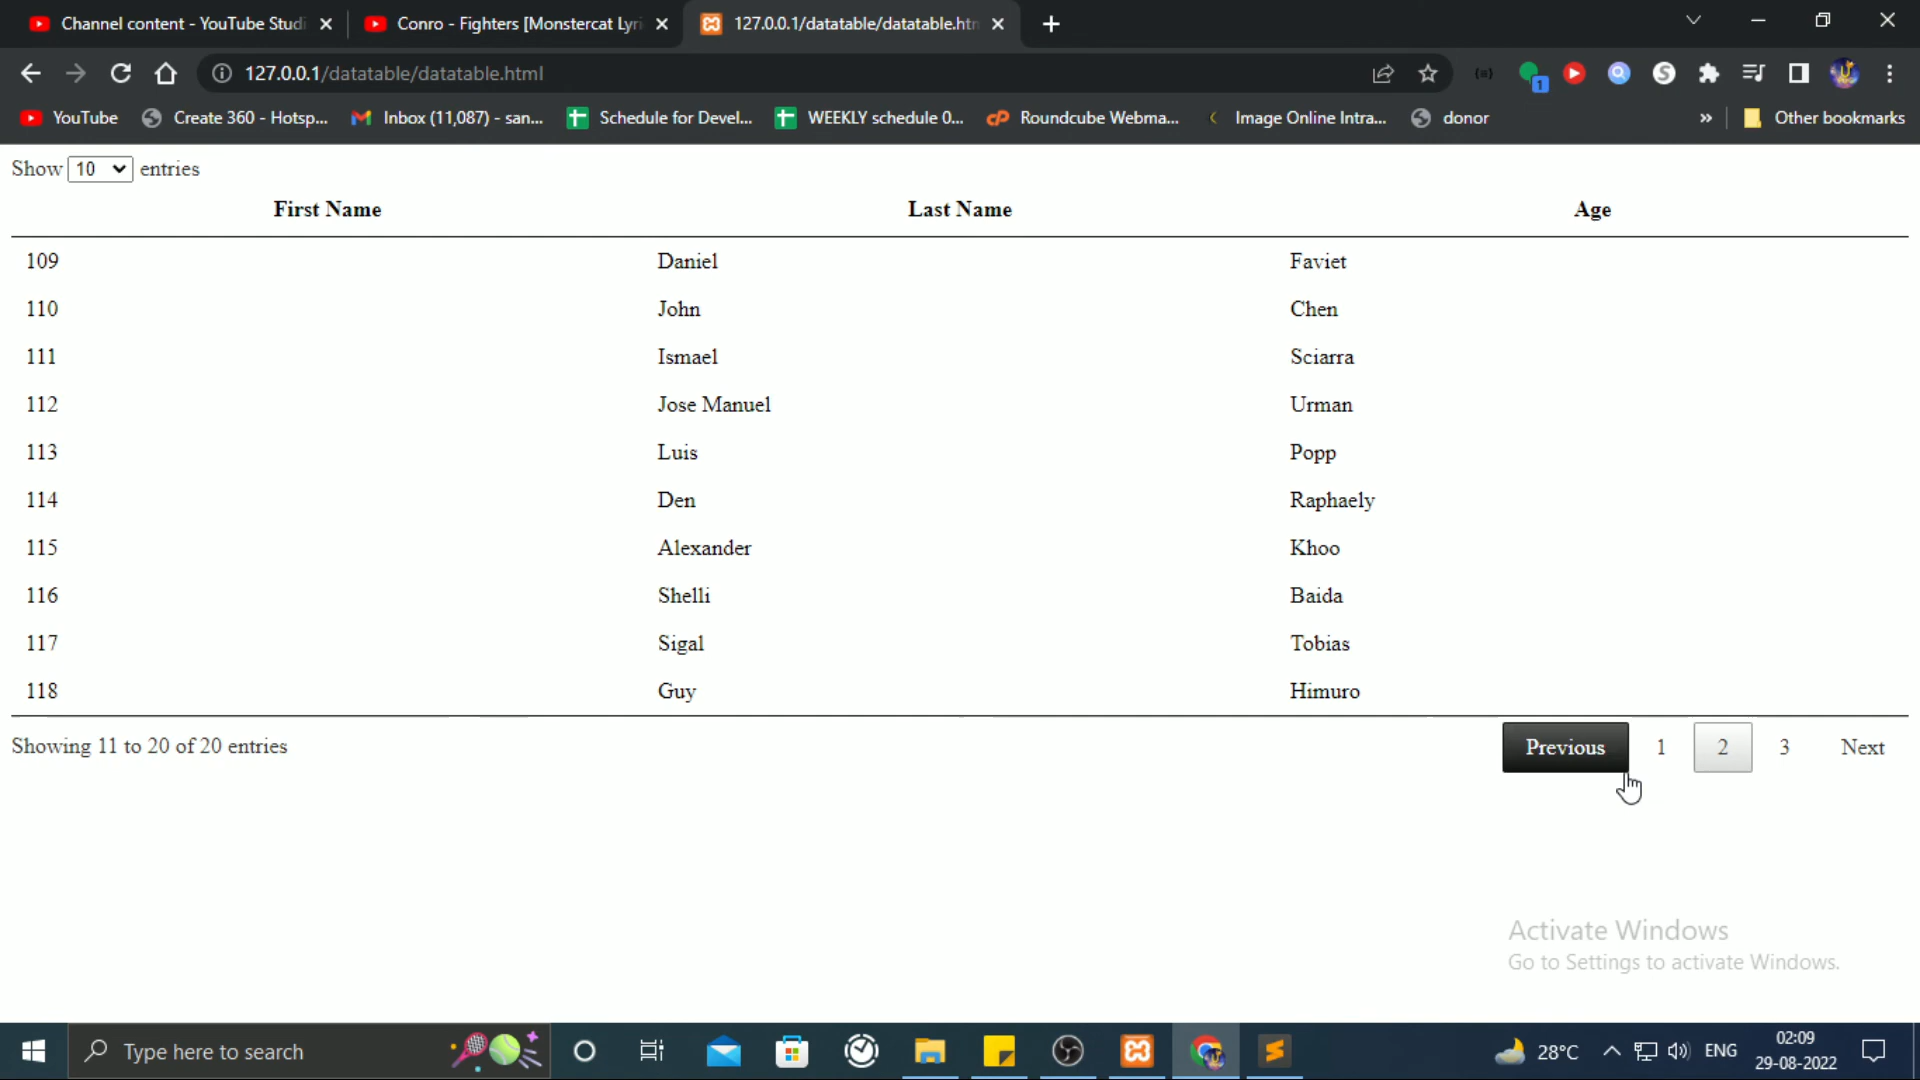 Channel content - YouTube Studi
Conro - Fighters [Monstercat Lyri
127.0.0.1/datatable/datatable.htm
127.0.0.1/datatable/datatable.html
YouTube
Create 360 - Hotsp...
Inbox (11,087) - san...
Schedule for Devel...
WEEKLY schedule 0...
Roundcube Webma...
Image Online Intra...
donor
Other bookmarks
Show 10 entries
First Name Last Name Age
109 Daniel Faviet
110 John Chen
111 Ismael Sciarra
112 Jose Manuel Urman
113 Luis Popp
114 Den Raphaely
115 Alexander Khoo
116 Shelli Baida
117 Sigal Tobias
118 Guy Himuro
Showing 11 to 20 of 20 entries
Previous 1 2 3 Next
Activate Windows
Go to Settings to activate Windows.
Type here to search
28°C
ENG
02:09
29-08-2022